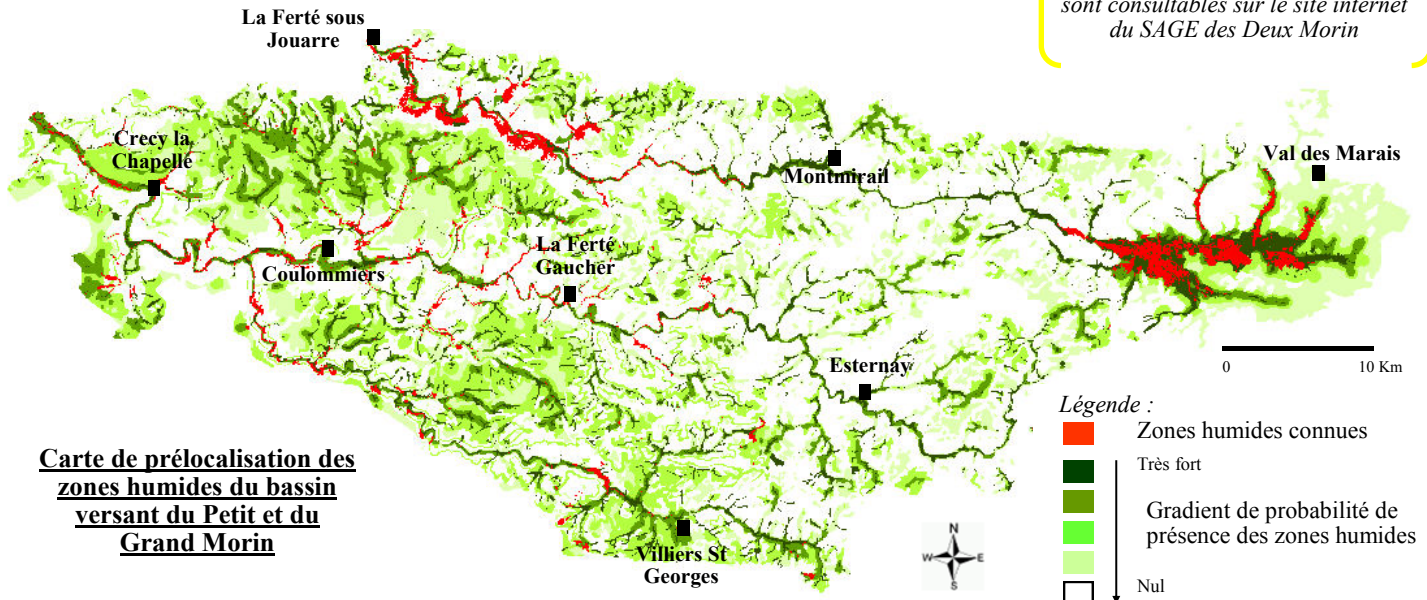 sont consultables sur le site internet
du SAGE des Deux Morin
La Ferté sous
Jouarre
Crecy la
Chapelle
Montmirail
Val des Marais
Coulommiers
La Ferté
Gaucher
Esternay
0 10 Km
Villiers St
Georges
Carte de prélocalisation des
zones humides du bassin
versant du Petit et du
Grand Morin
N
W E
S
Légende :
Zones humides connues
Très fort
Gradient de probabilité de
présence des zones humides
Nul